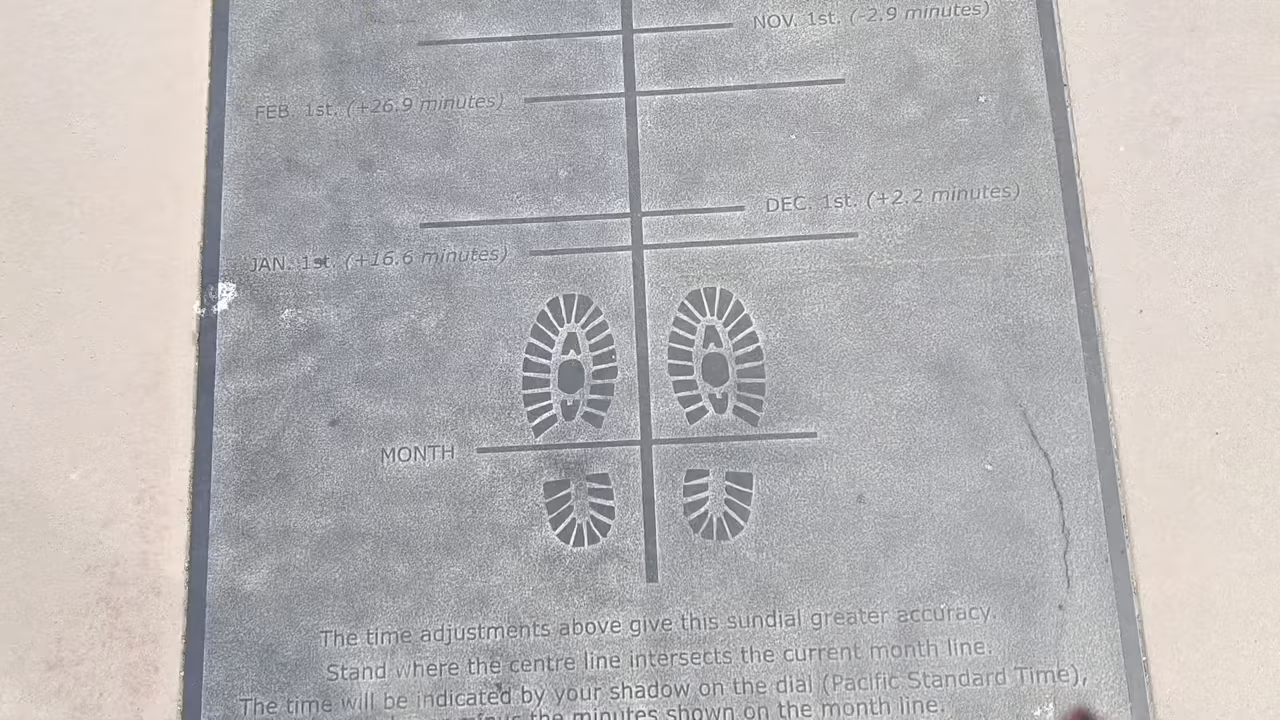 NOV. 1st. (-2.9 minutes)
FEB. 1st. (+26.9 minutes)
DEC. 1st. (+2.2 minutes)
JAN. 1st. (+16.6 minutes)
MONTH
The time adjustments above give this sundial greater accuracy.
Stand where the centre line intersects the current month line.
The time will be indicated by your shadow on the dial (Pacific Standard Time),
minus the minutes shown on the month line.